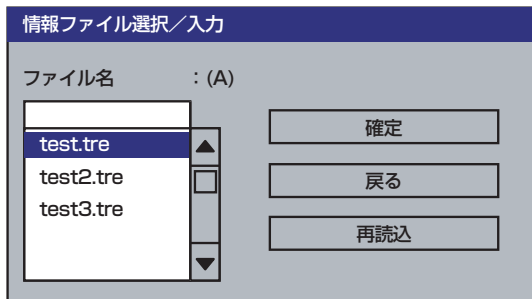 情報ファイル選択／入力
ファイル名　：(A)
test.tre
test2.tre
test3.tre
確定
戻る
再読込